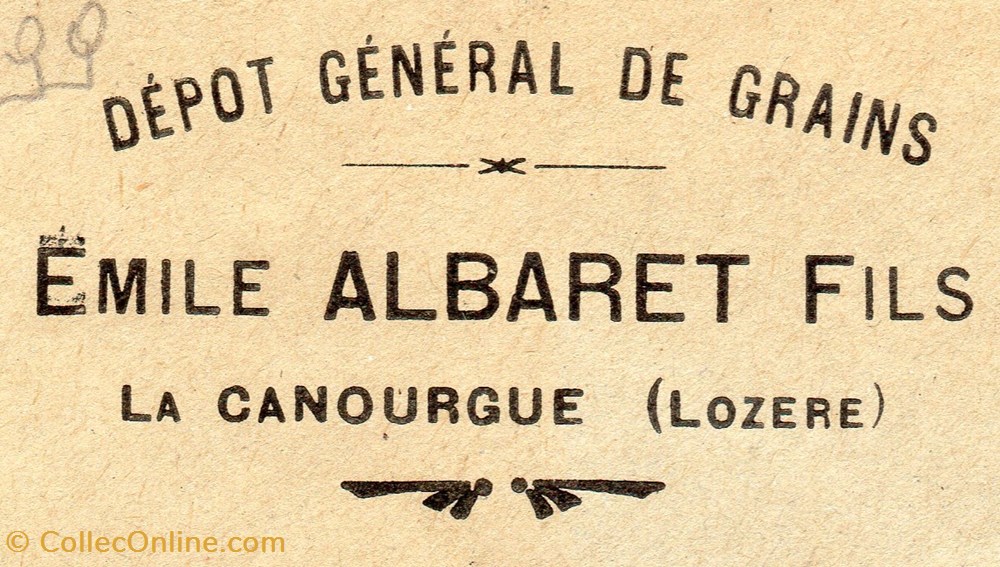 DÉPOT GÉNÉRAL DE GRAINS
ÉMILE ALBARET FILS
LA CANOURGUE (LOZERE)
© CollecOnline.com